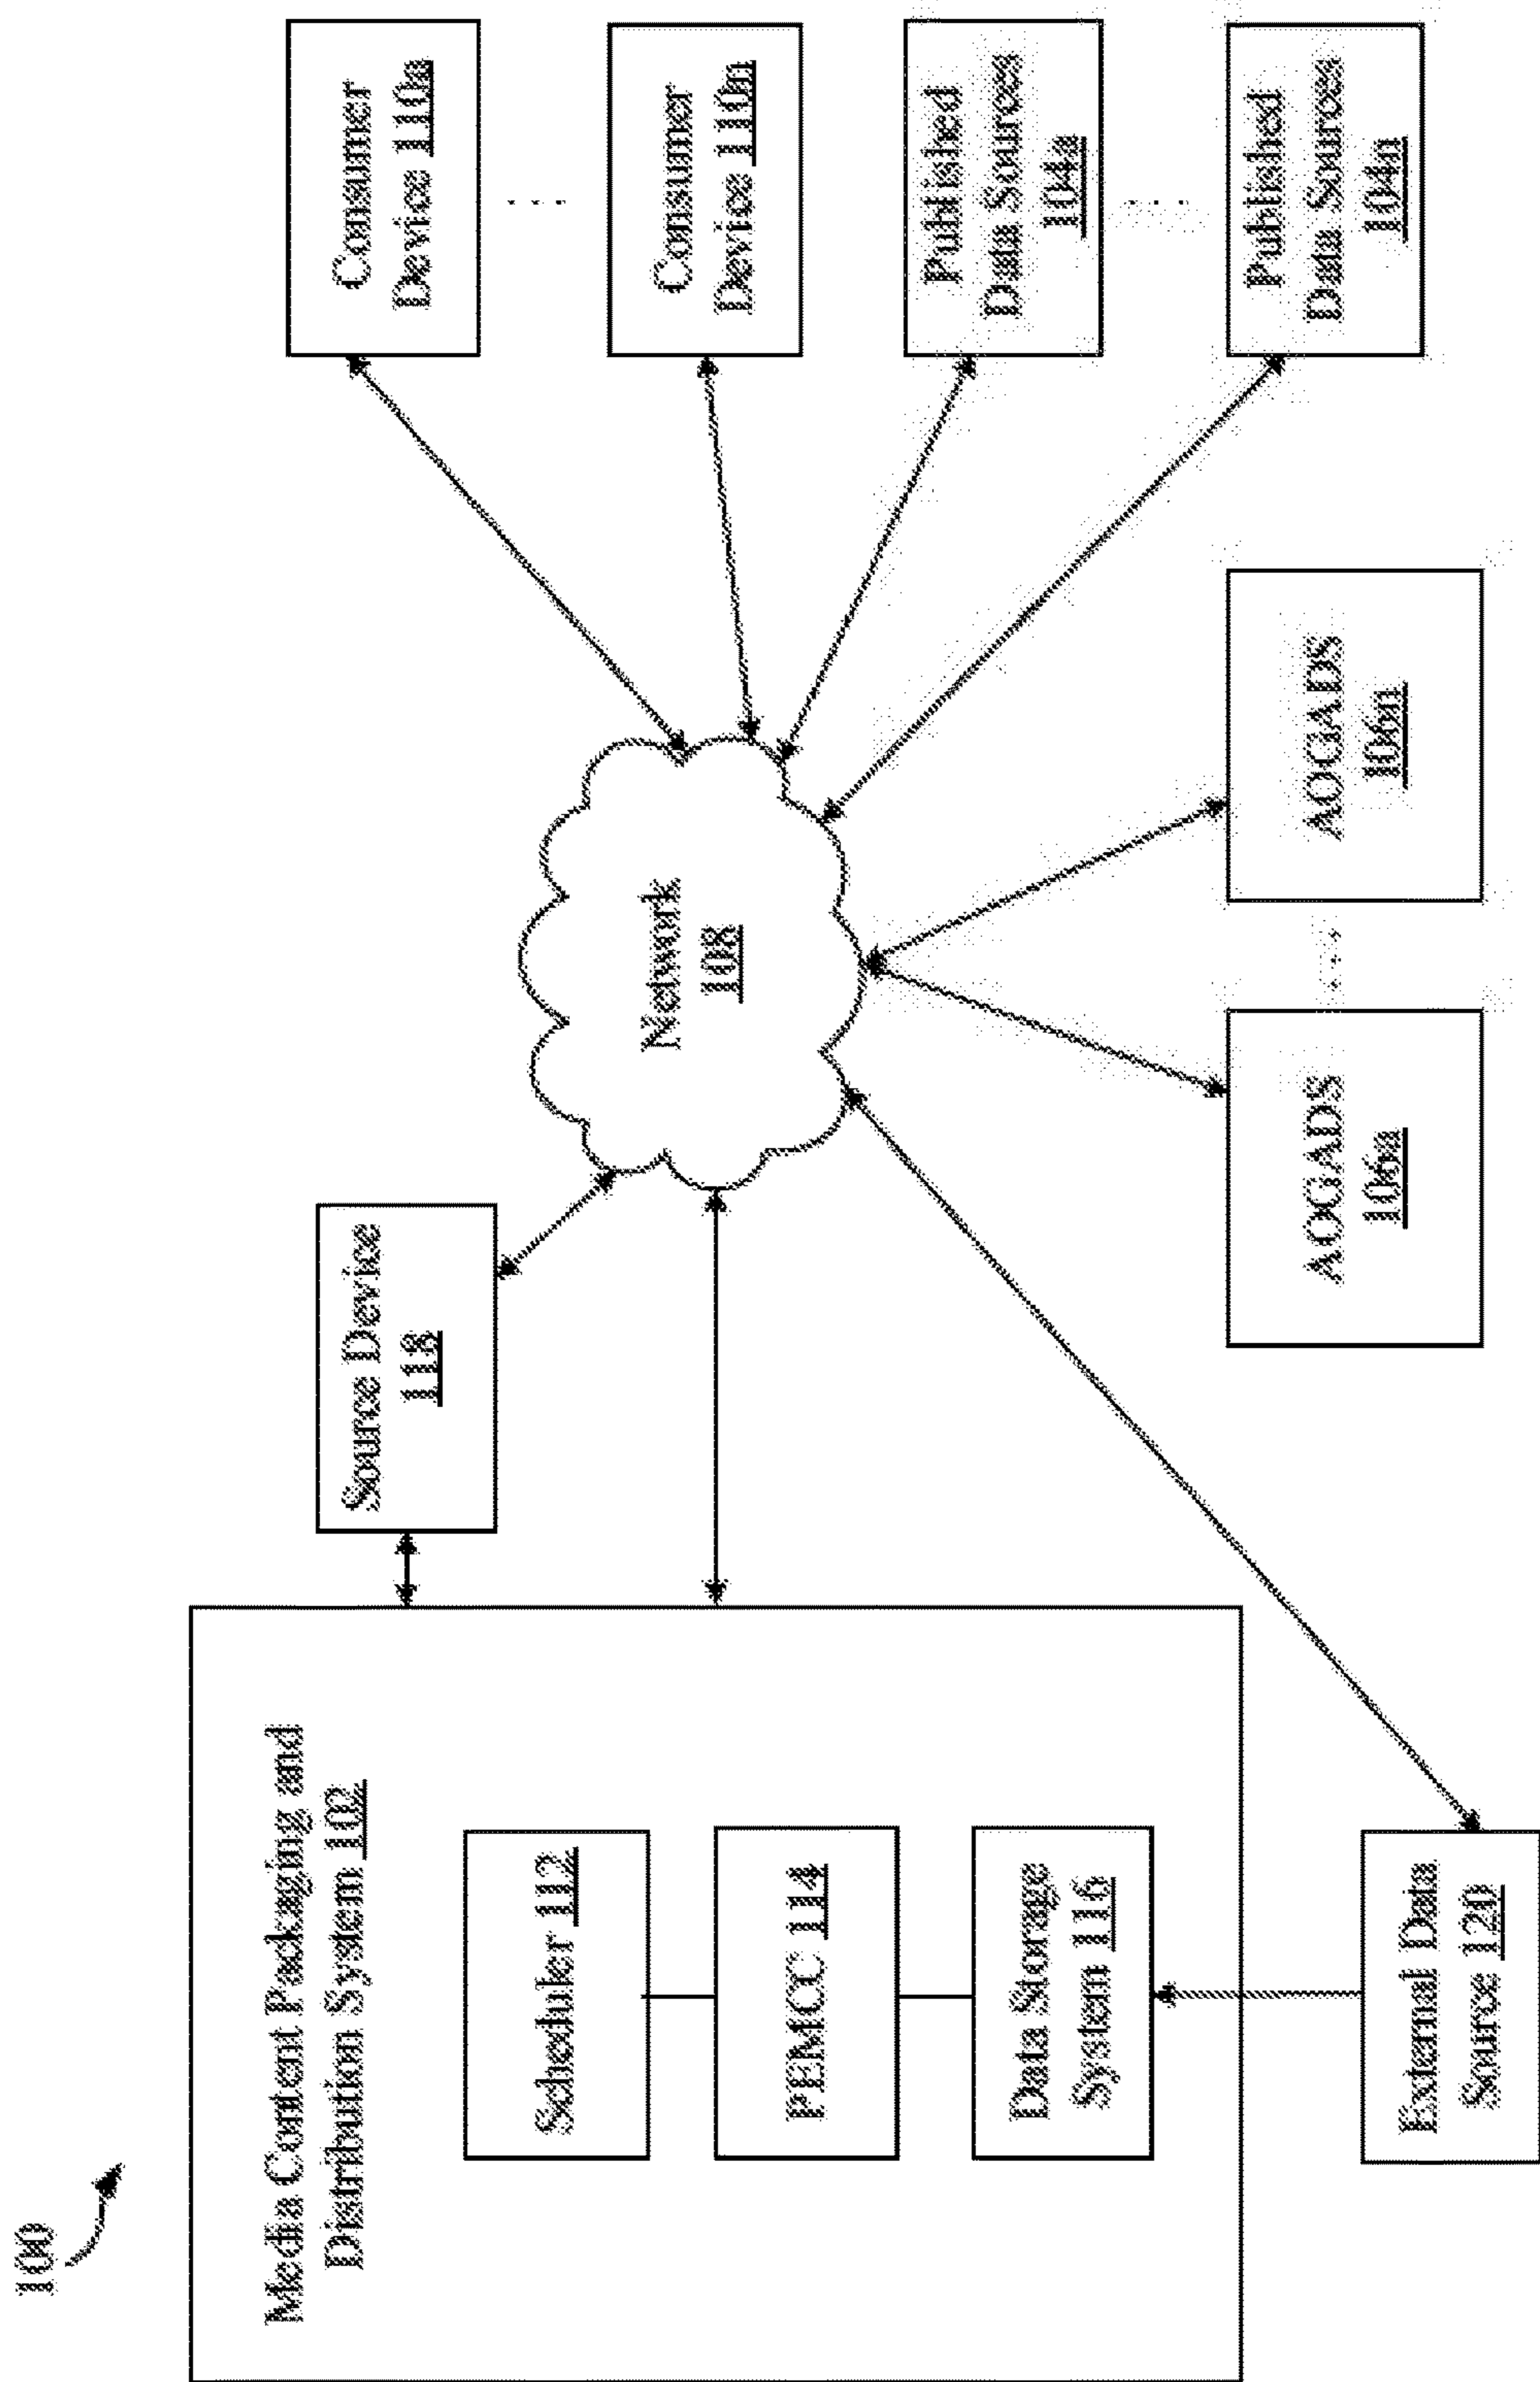 100
Media Content Packaging and
Distribution System 102
Scheduler 112
PEMCC 114
Data Storage
System 116
External Data
Source 120
Source Device
118
Network
108
AOGADS
106a
AOGADS
106n
Consumer
Device 110a
Consumer
Device 110n
Published
Data Sources
104a
Published
Data Sources
104n